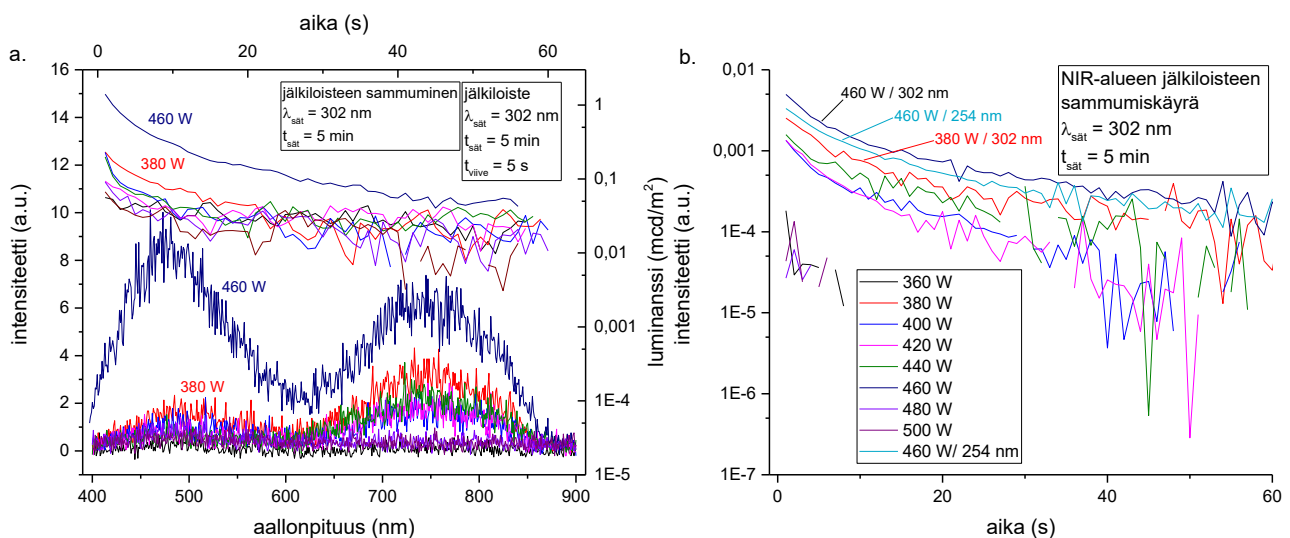 a.
aika (s)
0 20 40 60
16
14
12
10
8
6
4
2
0
intensiteetti (a.u.)
460 W
380 W
460 W
380 W
jälkiloisteen sammuminen
λsät = 302 nm
tsät = 5 min
jälkiloiste
λsät = 302 nm
tsät = 5 min
tviive = 5 s
1
0,1
0,01
0,001
1E-4
1E-5
luminanssi (mcd/m²)
400 500 600 700 800 900
aallonpituus (nm)
b.
0,01
0,001
1E-4
1E-5
1E-6
1E-7
intensiteetti (a.u.)
460 W / 302 nm
460 W / 254 nm
380 W / 302 nm
NIR-alueen jälkiloisteen
sammumiskäyrä
λsät = 302 nm
tsät = 5 min
360 W
380 W
400 W
420 W
440 W
460 W
480 W
500 W
460 W/ 254 nm
0 20 40 60
aika (s)